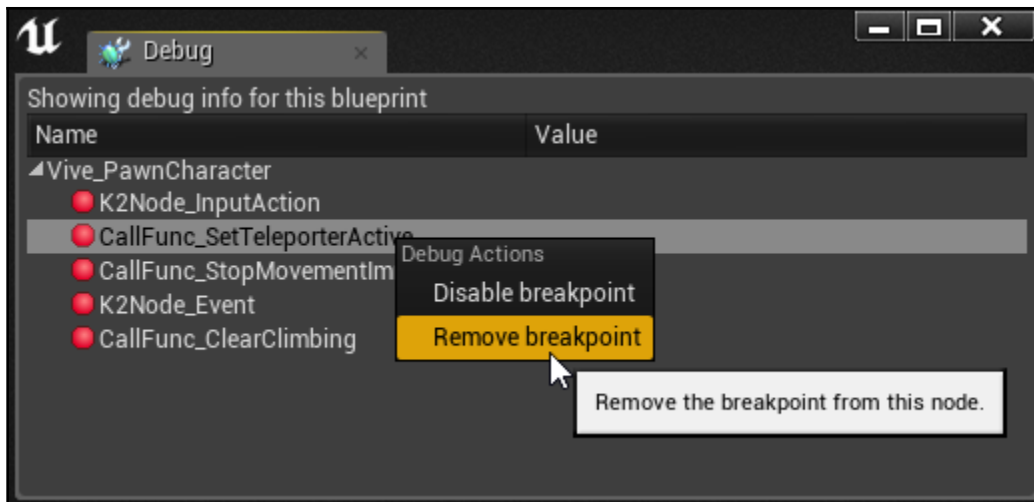 Debug
Showing debug info for this blueprint
Name Value
Vive_PawnCharacter
K2Node_InputAction
CallFunc_SetTeleporterActive
Debug Actions
CallFunc_StopMovementIm
Disable breakpoint
K2Node_Event
Remove breakpoint
CallFunc_ClearClimbing
Remove the breakpoint from this node.